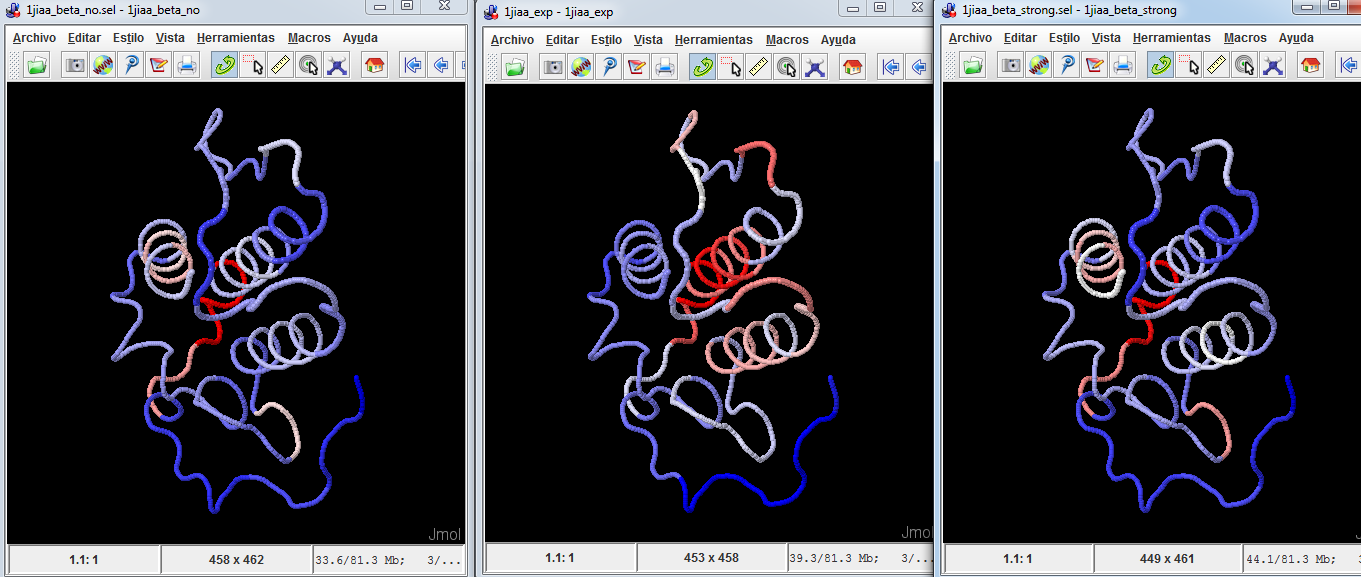 1jiaa_beta_no.sel - 1jiaa_beta_no
Archivo Editar Estilo Vista Herramientas Macros Ayuda
Jmol
1.1: 1 458 x 462 33.6/81.3 Mb; 3/...
1jiaa_exp - 1jiaa_exp
Archivo Editar Estilo Vista Herramientas Macros Ayuda
Jmol
1.1: 1 453 x 458 39.3/81.3 Mb; 3/...
1jiaa_beta_strong.sel - 1jiaa_beta_strong
Archivo Editar Estilo Vista Herramientas Macros Ayuda
1.1: 1 449 x 461 44.1/81.3 Mb;